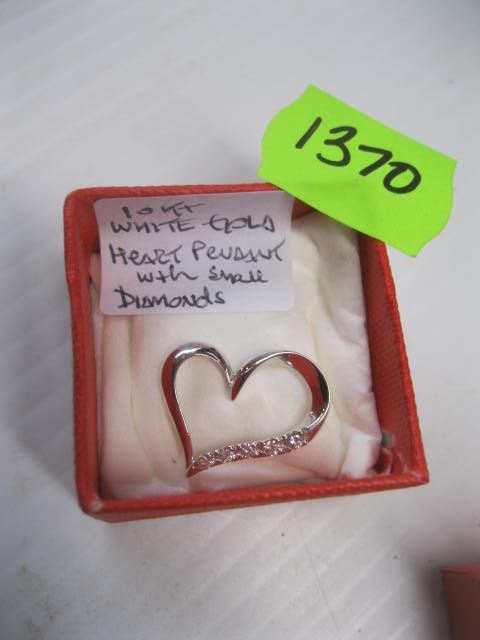 1370
10 KT
WHITE GOLD
HEART PENDANT
with small
DIAMONDS